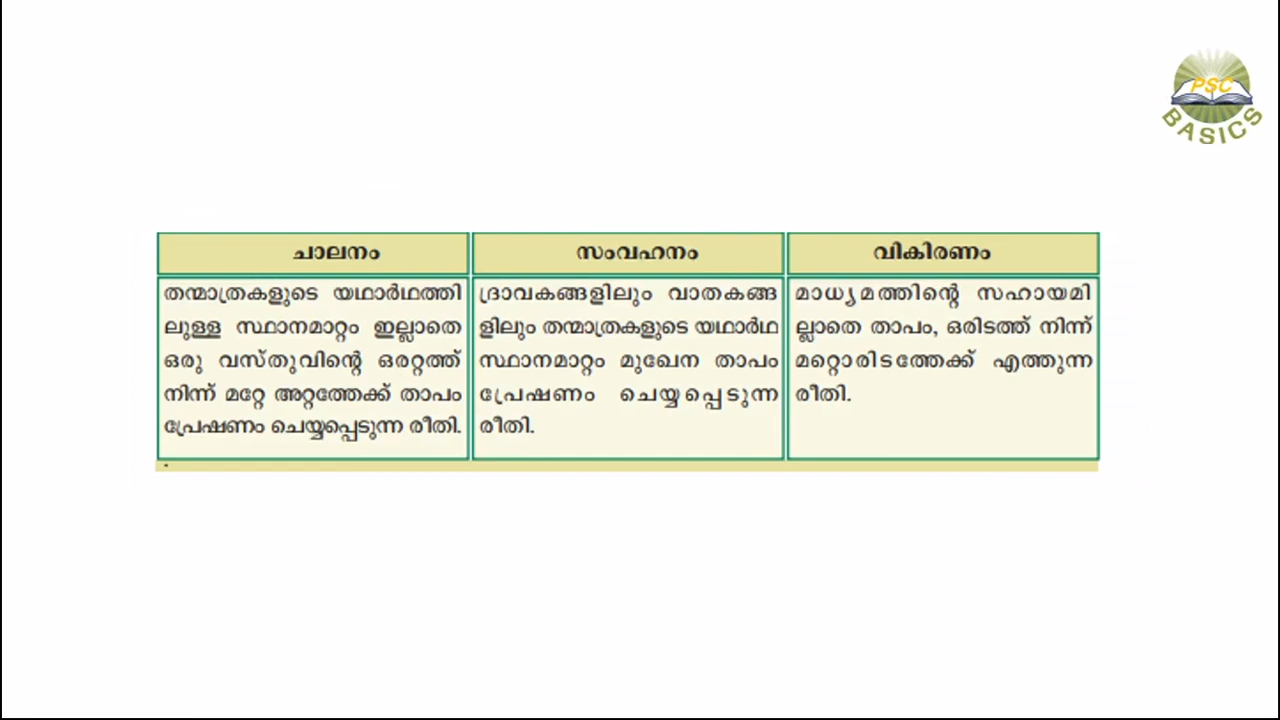 PSC
BASICS
ചാലനം
തന്മാത്രകളുടെ യഥാർഥത്തി
ലുള്ള സ്ഥാനമാറ്റം ഇല്ലാതെ
ഒരു വസ്തുവിന്റെ ഒരറ്റത്ത്
നിന്ന് മറ്റേ അറ്റത്തേക്ക് താപം
പ്രേഷണം ചെയ്യപ്പെടുന്ന രീതി.
സംവഹനം
ദ്രാവകങ്ങളിലും വാതകങ്ങ
ളിലും തന്മാത്രകളുടെ യഥാർഥ
സ്ഥാനമാറ്റം മുഖേന താപം
പ്രേഷണം ചെയ്യപ്പെടുന്ന
രീതി.
വികിരണം
മാധ്യമത്തിന്റെ സഹായമി
ല്ലാതെ താപം, ഒരിടത്ത് നിന്ന്
മറ്റൊരിടത്തേക്ക് എത്തുന്ന
രീതി.